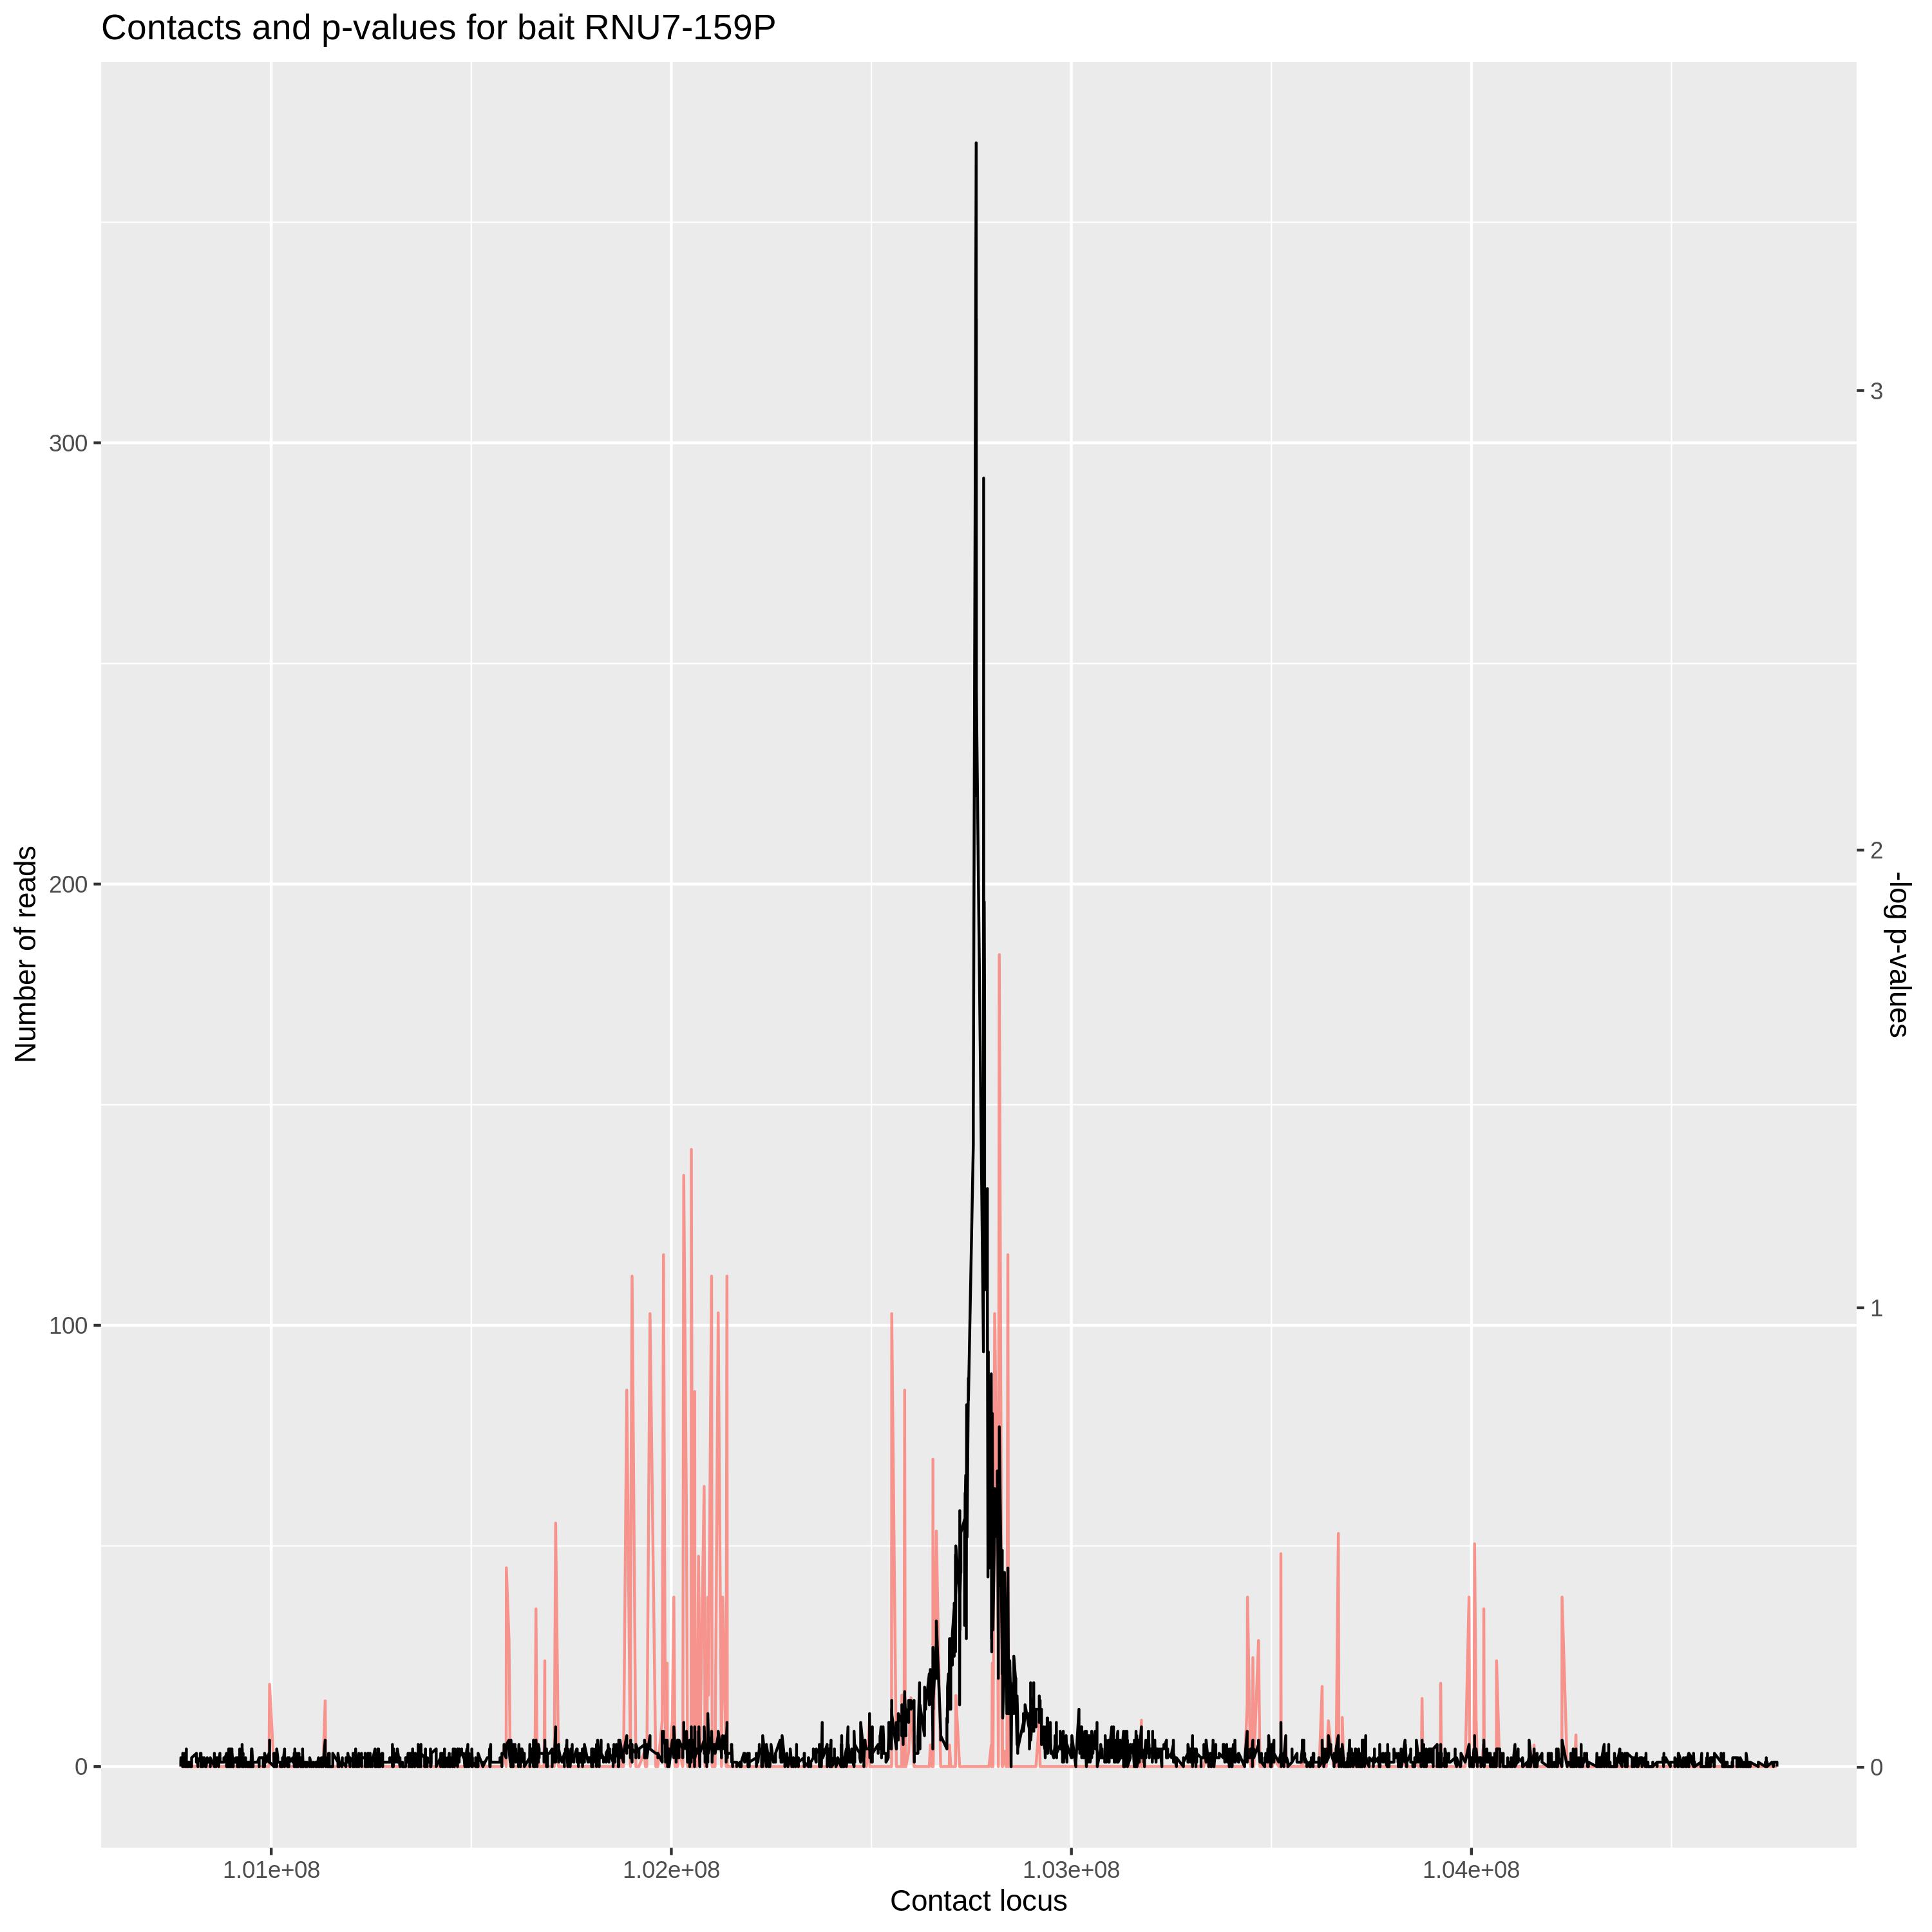 Contacts and p-values for bait RNU7-159P
300
200
100
0
Number of reads
3
2
1
0
-log p-values
1.01e+08
1.02e+08
1.03e+08
1.04e+08
Contact locus